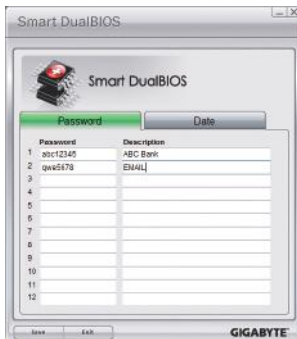 Smart DualBIOS
Smart DualBIOS
Password Date
Password Description
1 abc12345 ABC Bank
2 qwe5678 EMAIL
3
4
5
6
7
8
9
10
11
12
Save Exit GIGABYTE